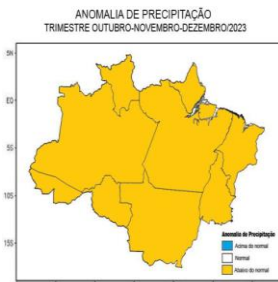 ANOMALIA DE PRECIPITAÇÃO
TRIMESTRE OUTUBRO-NOVEMBRO-DEZEMBRO/2023
5N
EQ
5S
10S
15S
Anomalia de Precipitação
Acima do normal
Normal
Abaixo do normal